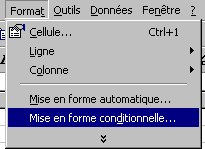 Format Outils Données Fenêtre ?
Cellule... Ctrl+1
Ligne
Colonne
Mise en forme automatique...
Mise en forme conditionnelle...